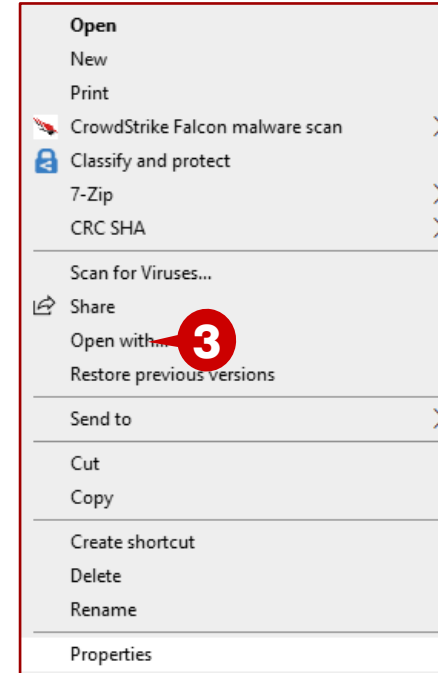 Open
New
Print
CrowdStrike Falcon malware scan
Classify and protect
7-Zip
CRC SHA
Scan for Viruses...
Share
Open with...
3
Restore previous versions
Send to
Cut
Copy
Create shortcut
Delete
Rename
Properties